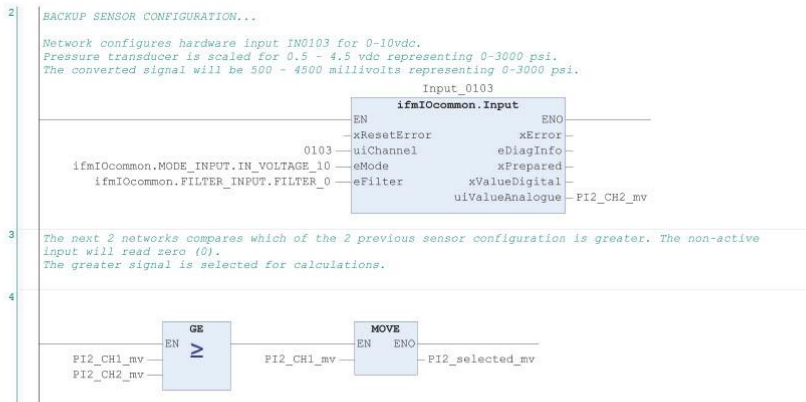 2
BACKUP SENSOR CONFIGURATION...
Network configures hardware input IN0103 for 0-10vdc.
Pressure transducer is scaled for 0.5 - 4.5 vdc representing 0-3000 psi.
The converted signal will be 500 - 4500 millivolts representing 0-3000 psi.
Input_0103
ifmIOcommon.Input
EN ENO
xResetError xError
0103 uiChannel eDiagInfo
ifmIOcommon.MODE_INPUT.IN_VOLTAGE_10 eMode xPrepared
ifmIOcommon.FILTER_INPUT.FILTER_0 eFilter xValueDigital
uiValueAnalogue PI2_CH2_mv
3
The next 2 networks compares which of the 2 previous sensor configuration is greater. The non-active
input will read zero (0).
The greater signal is selected for calculations.
4
GE MOVE
EN ≥ EN ENO
PI2_CH1_mv PI2_CH1_mv PI2_selected_mv
PI2_CH2_mv